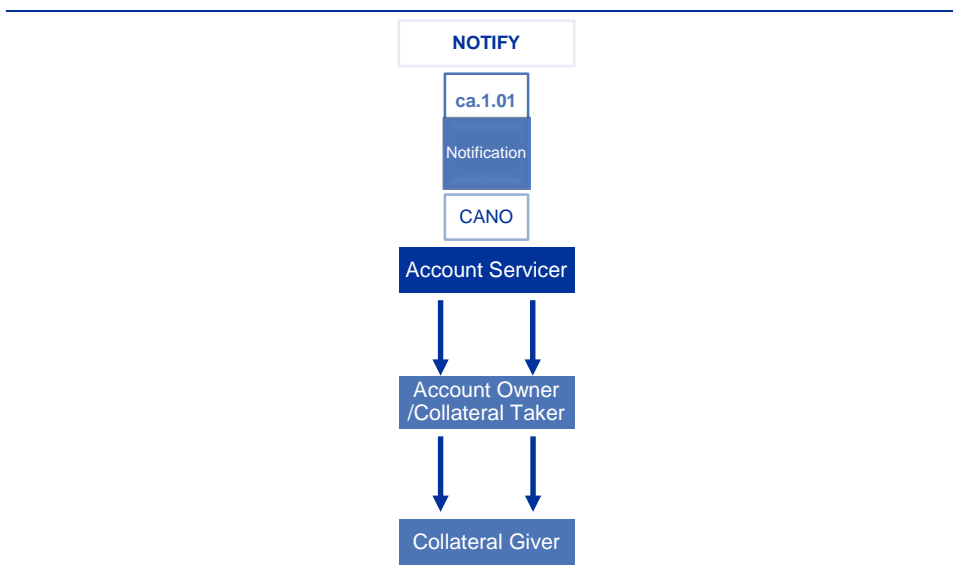 NOTIFY
ca.1.01
Notification
CANO
Account Servicer
Account Owner
/Collateral Taker
Collateral Giver